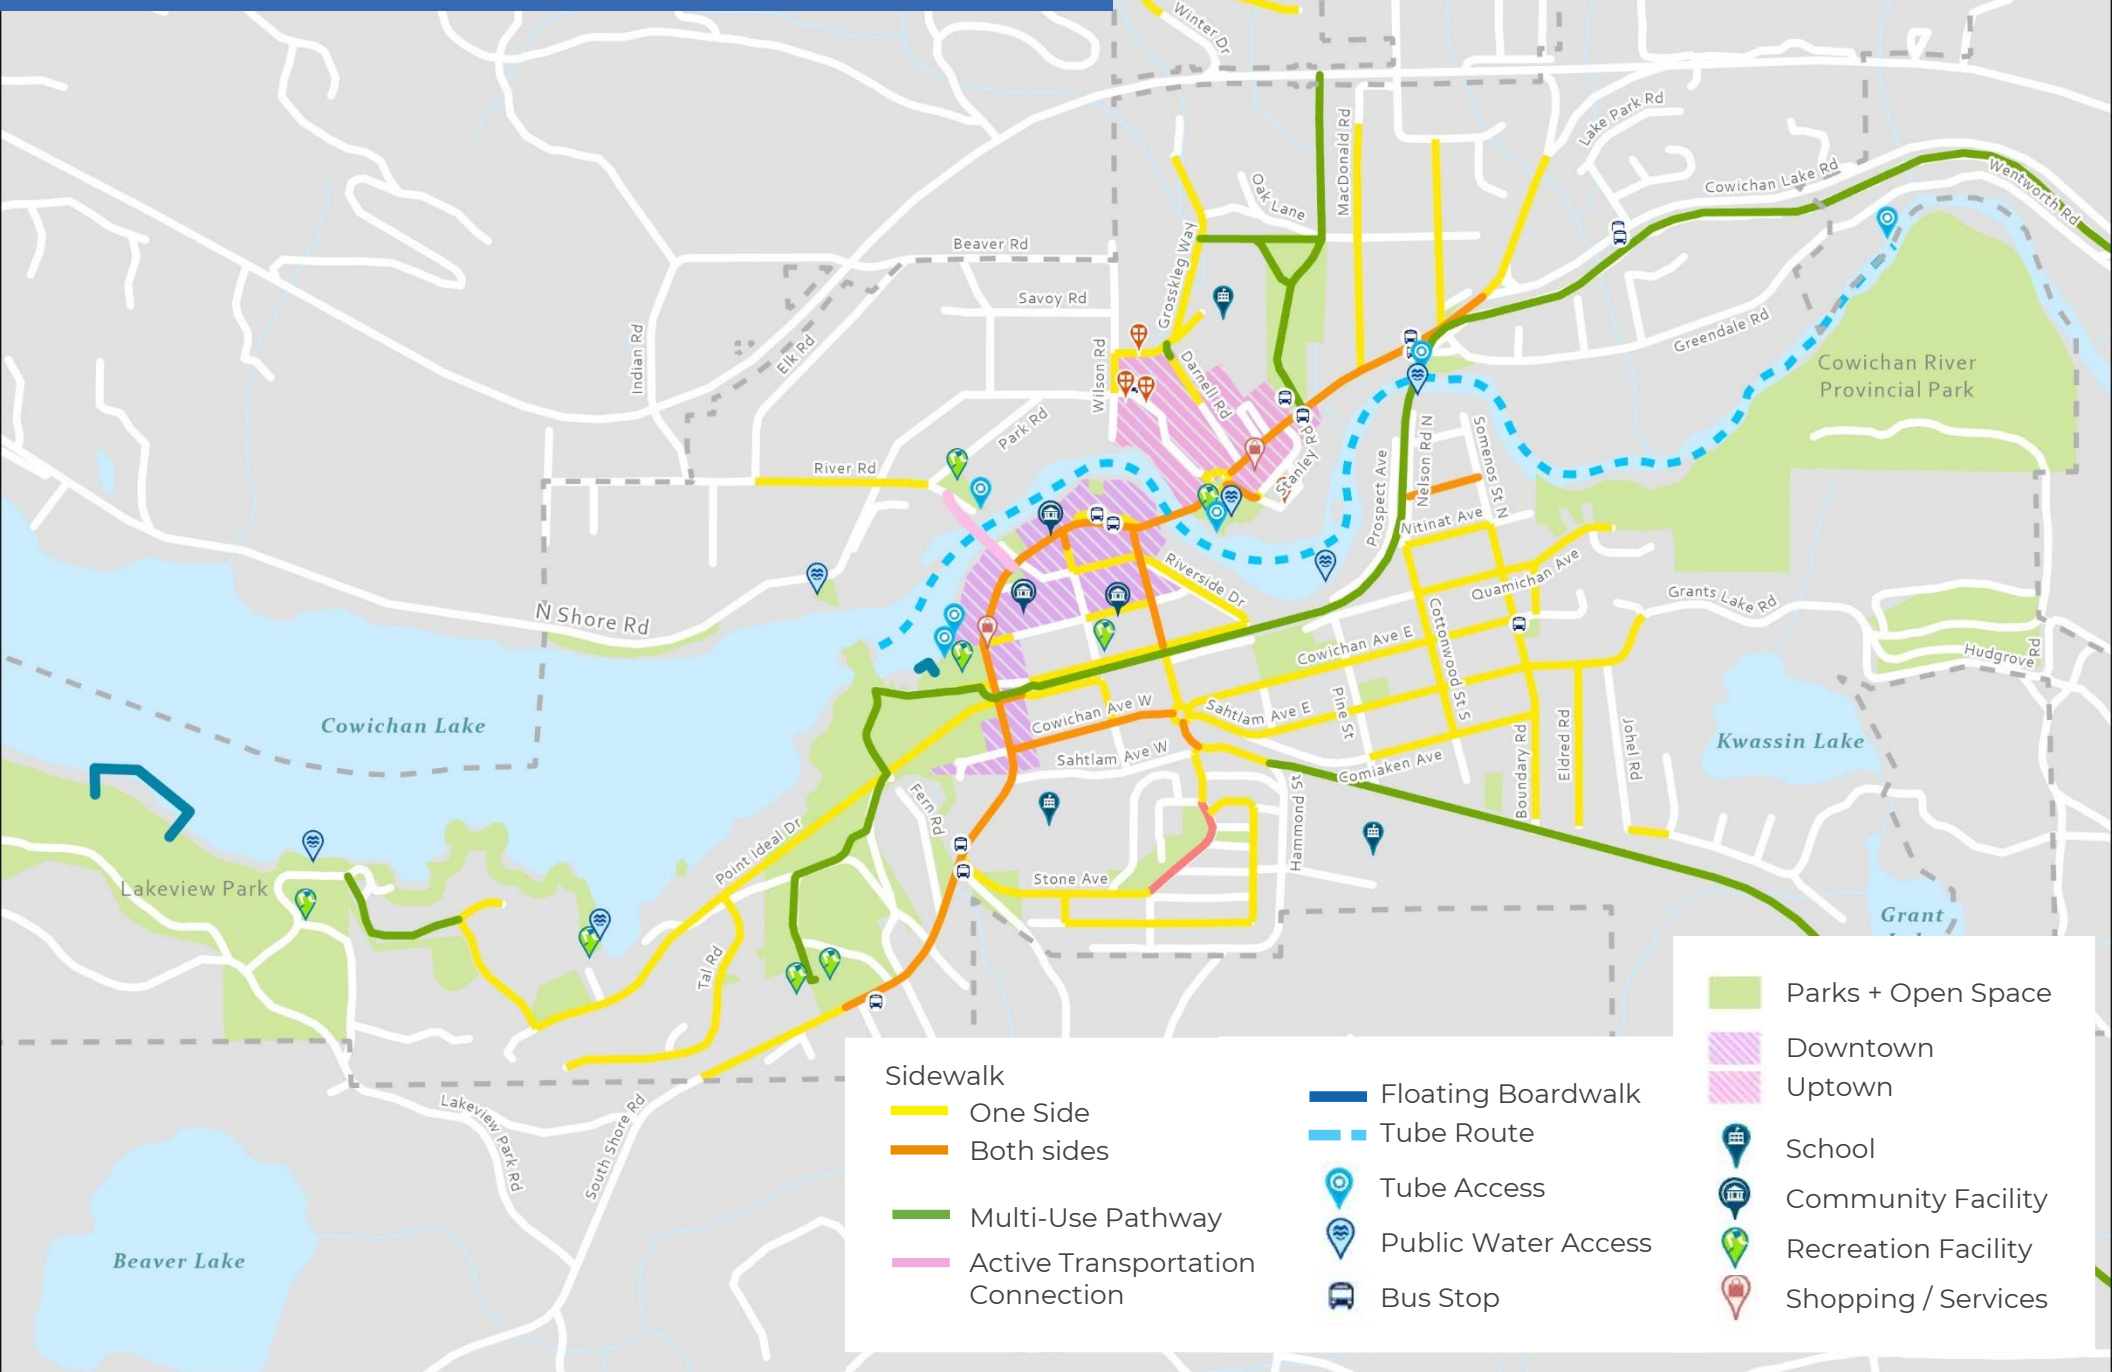 Winter Dr
Lake Park Rd
MacDonald Rd
Oak Lane
Cowichan Lake Rd
Wentworth Rd
Beaver Rd
Grosskleg Way
Savoy Rd
Indian Rd
Elk Rd
Wilson Rd
Darnell Rd
Greendale Rd
Cowichan River
Provincial Park
Park Rd
River Rd
Stanley Rd
Prospect Ave
Nelson Rd N
Somenos St N
Nitinat Ave
Riverside Dr
Quamichan Ave
Grants Lake Rd
N Shore Rd
Cowichan Ave E
Cottonwood St S
Hudgrove Rd
Cowichan Lake
Cowichan Ave W
Sahtlam Ave E
Pine St
Kwassin Lake
Sahtlam Ave W
Comiaken Ave
Boundary Rd
Eldred Rd
Johel Rd
Fern Rd
Hammond St
Point Ideal Dr
Lakeview Park
Stone Ave
Grant
Tal Rd
Lakeview Park Rd
South Shore Rd
Beaver Lake
Sidewalk
One Side
Both sides
Multi-Use Pathway
Active Transportation
Connection
Floating Boardwalk
Tube Route
Tube Access
Public Water Access
Bus Stop
Parks + Open Space
Downtown
Uptown
School
Community Facility
Recreation Facility
Shopping / Services